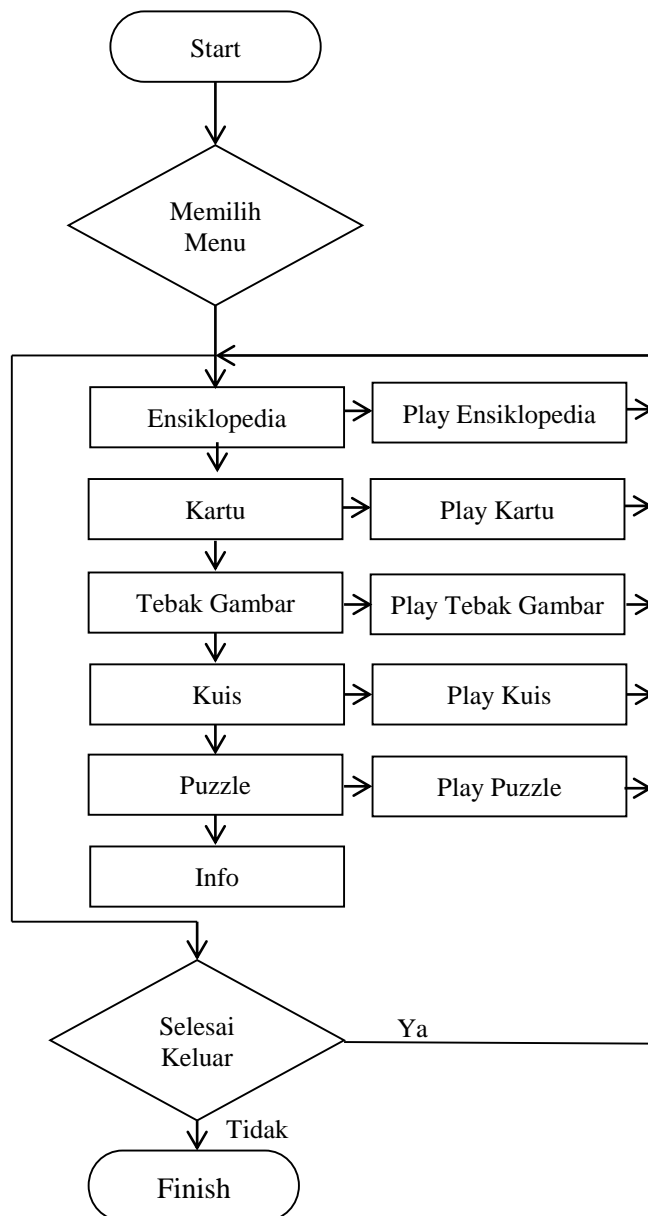 Start
Memilih
Menu
Ensiklopedia
Play Ensiklopedia
Kartu
Play Kartu
Tebak Gambar
Play Tebak Gambar
Kuis
Play Kuis
Puzzle
Play Puzzle
Info
Selesai
Keluar
Ya
Tidak
Finish